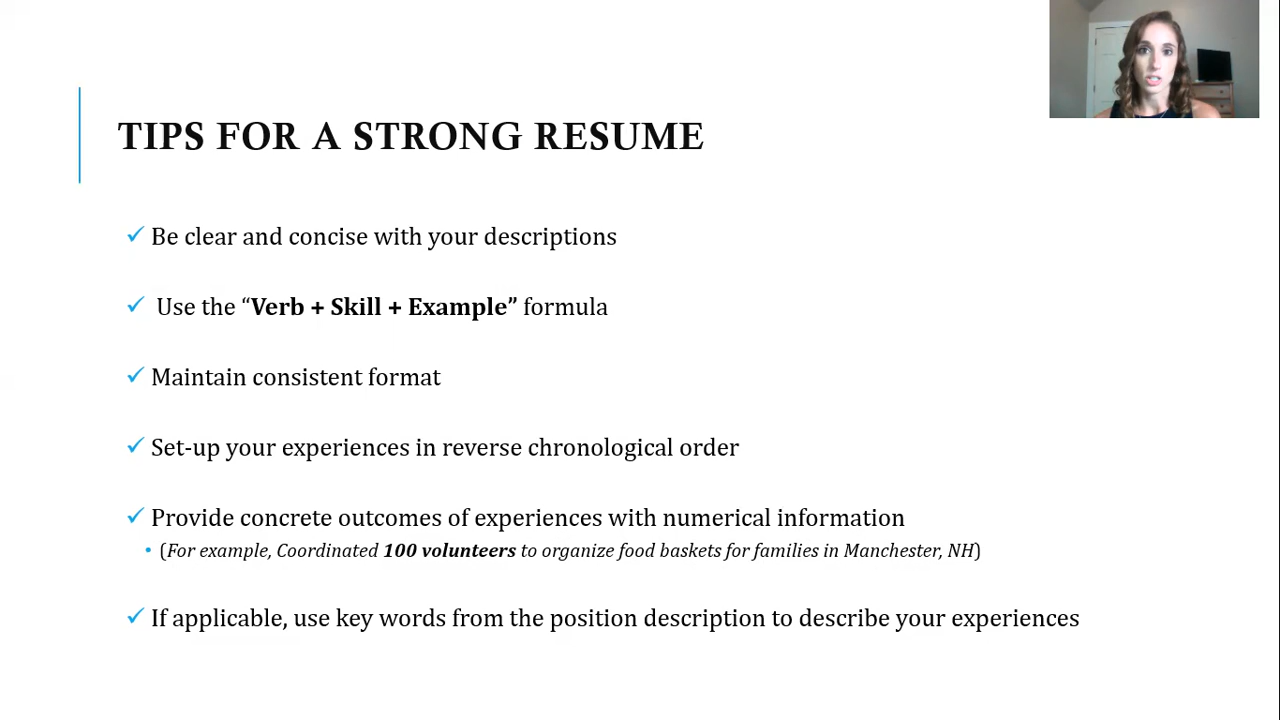 TIPS FOR A STRONG RESUME
✓ Be clear and concise with your descriptions
✓ Use the “Verb + Skill + Example” formula
✓ Maintain consistent format
✓ Set-up your experiences in reverse chronological order
✓ Provide concrete outcomes of experiences with numerical information
• (For example, Coordinated 100 volunteers to organize food baskets for families in Manchester, NH)
✓ If applicable, use key words from the position description to describe your experiences